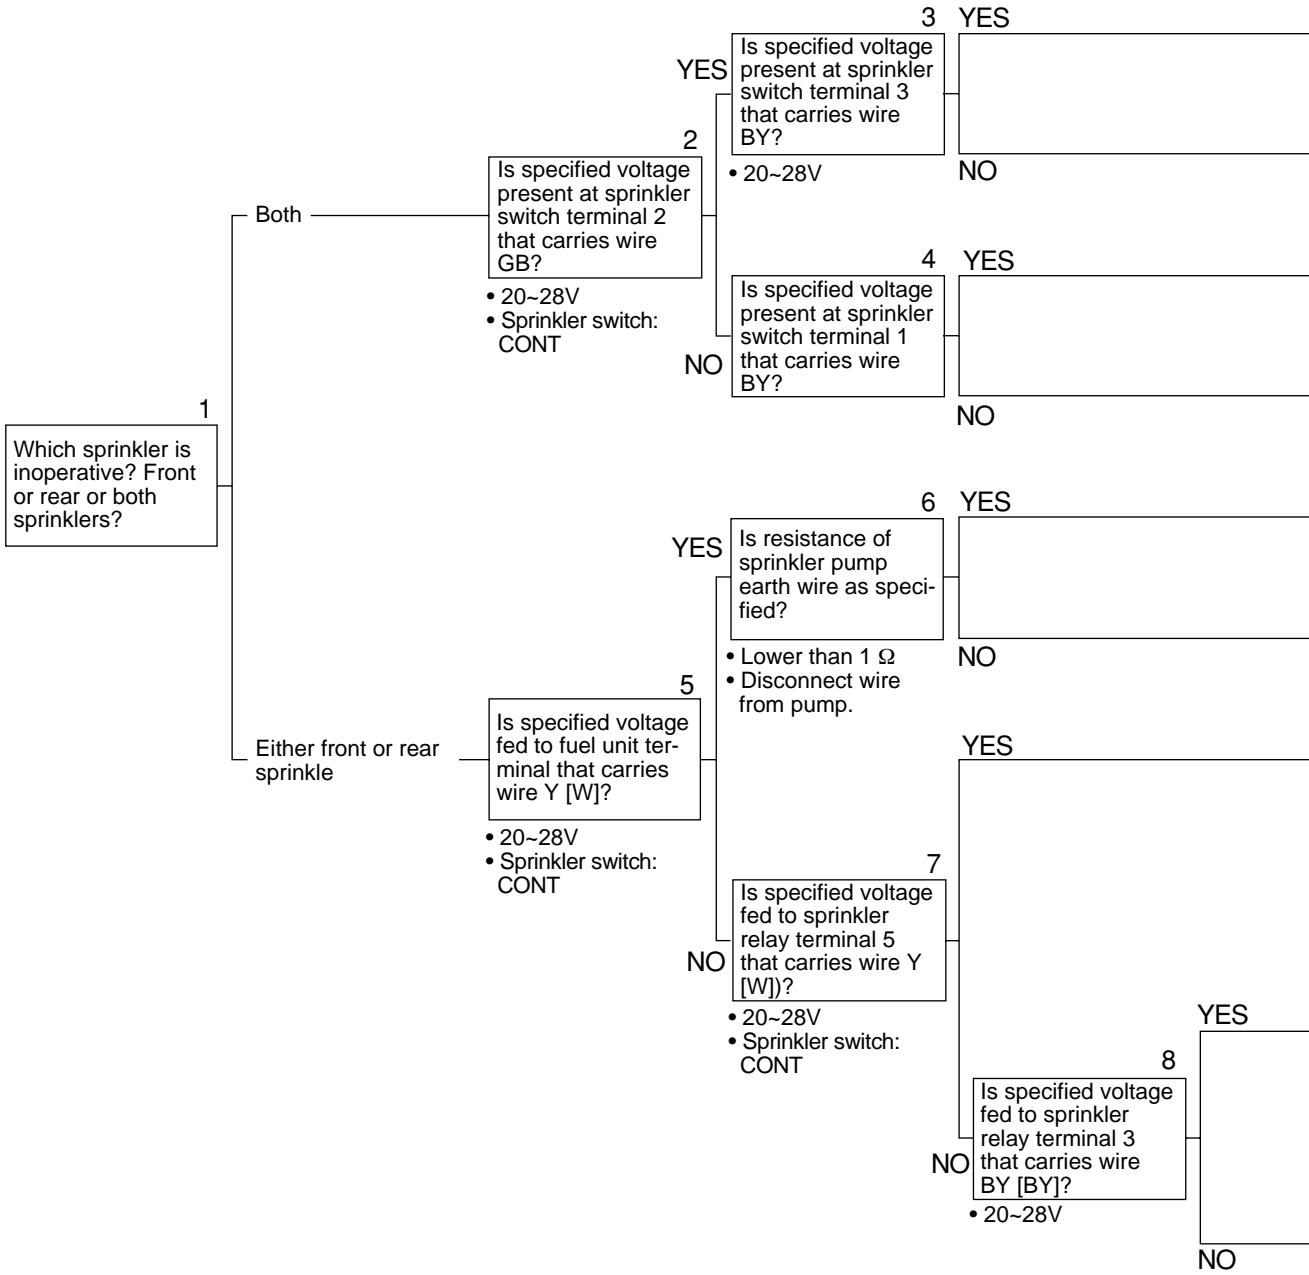 1
Which sprinkler is
inoperative? Front
or rear or both
sprinklers?
Both
2
Is specified voltage
present at sprinkler
switch terminal 2
that carries wire
GB?
• 20~28V
• Sprinkler switch:
CONT
YES
3
Is specified voltage
present at sprinkler
switch terminal 3
that carries wire
BY?
• 20~28V
YES
NO
NO
4
Is specified voltage
present at sprinkler
switch terminal 1
that carries wire
BY?
YES
NO
Either front or rear
sprinkle
5
Is specified voltage
fed to fuel unit ter-
minal that carries
wire Y [W]?
• 20~28V
• Sprinkler switch:
CONT
YES
6
Is resistance of
sprinkler pump
earth wire as speci-
fied?
• Lower than 1 Ω
• Disconnect wire
from pump.
YES
NO
NO
7
Is specified voltage
fed to sprinkler
relay terminal 5
that carries wire Y
[W])?
• 20~28V
• Sprinkler switch:
CONT
YES
NO
8
Is specified voltage
fed to sprinkler
relay terminal 3
that carries wire
BY [BY]?
• 20~28V
YES
NO